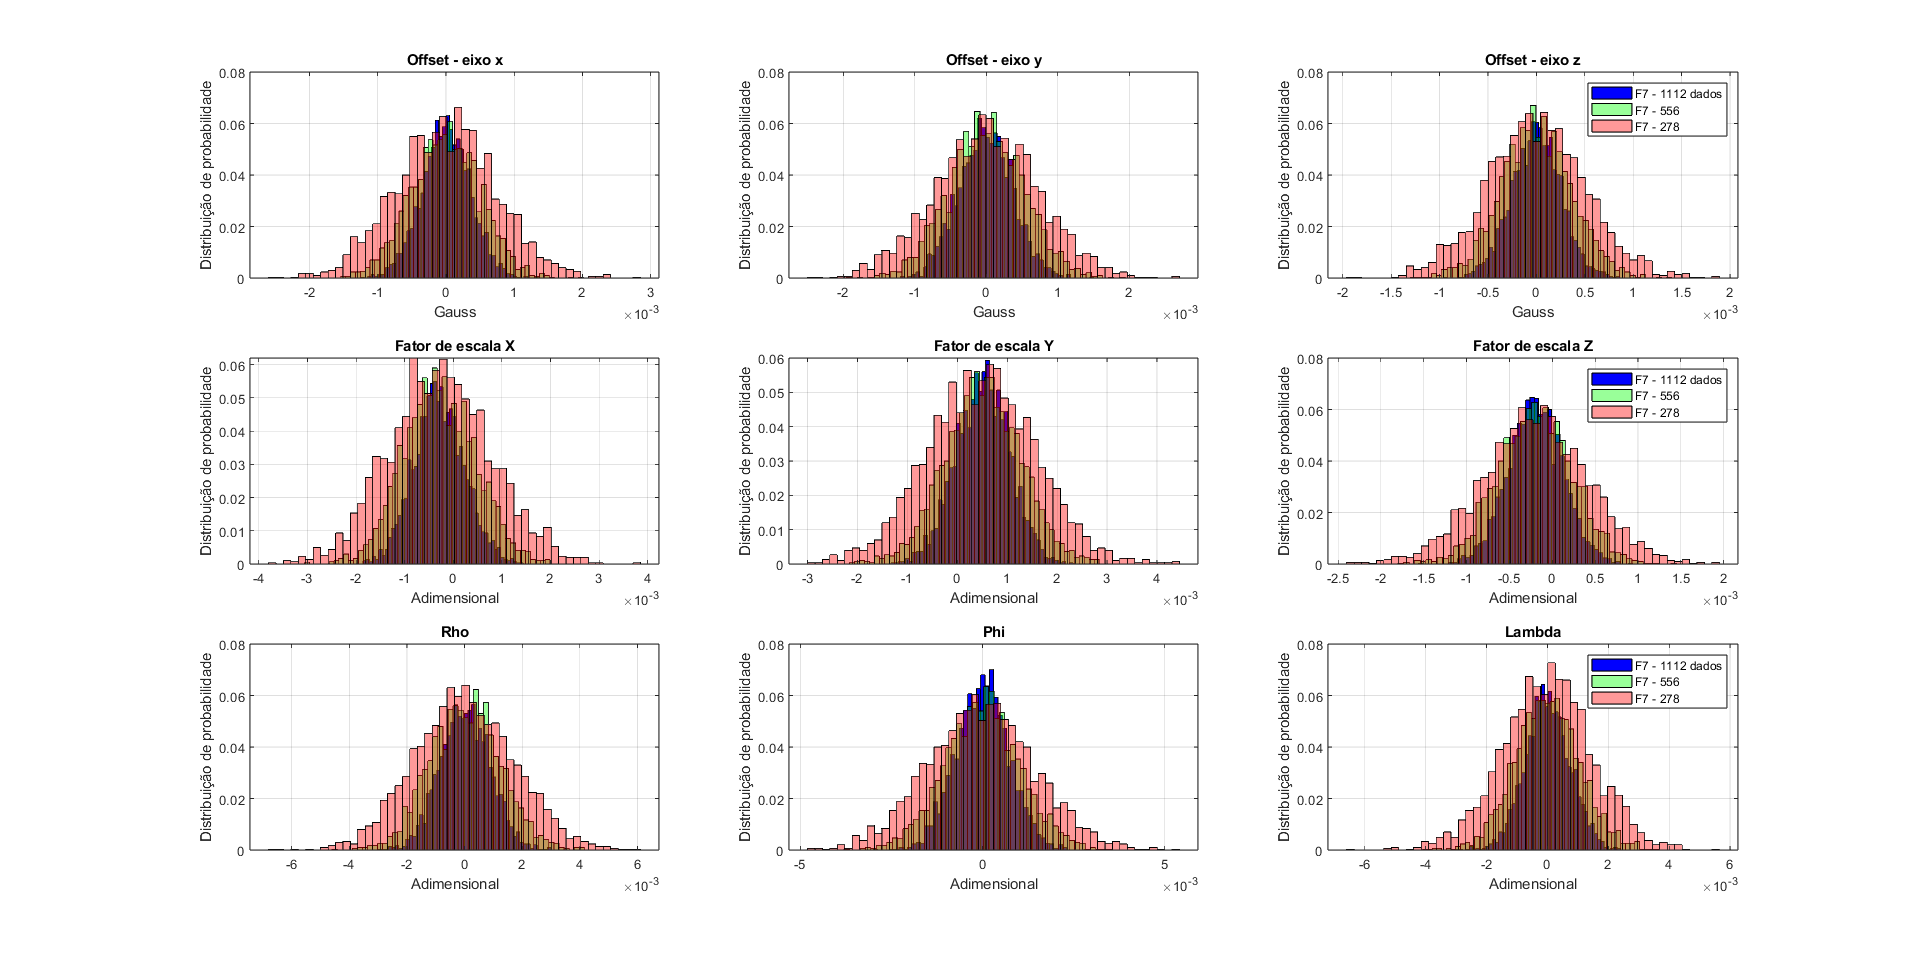 Offset - eixo x
Distribuição de probabilidade
0.08
0.06
0.04
0.02
0
-2 -1 0 1 2 3
Gauss
×10-3
Offset - eixo y
Distribuição de probabilidade
0.08
0.06
0.04
0.02
0
-2 -1 0 1 2
Gauss
×10-3
Offset - eixo z
Distribuição de probabilidade
0.08
0.06
0.04
0.02
0
F7 - 1112 dados
F7 - 556
F7 - 278
-2 -1.5 -1 -0.5 0 0.5 1 1.5 2
Gauss
×10-3
Fator de escala X
Distribuição de probabilidade
0.06
0.05
0.04
0.03
0.02
0.01
0
-4 -3 -2 -1 0 1 2 3 4
Adimensional
×10-3
Fator de escala Y
Distribuição de probabilidade
0.06
0.05
0.04
0.03
0.02
0.01
0
-3 -2 -1 0 1 2 3 4
Adimensional
×10-3
Fator de escala Z
Distribuição de probabilidade
0.08
0.06
0.04
0.02
0
F7 - 1112 dados
F7 - 556
F7 - 278
-2.5 -2 -1.5 -1 -0.5 0 0.5 1 1.5 2
Adimensional
×10-3
Rho
Distribuição de probabilidade
0.08
0.06
0.04
0.02
0
-6 -4 -2 0 2 4 6
Adimensional
×10-3
Phi
Distribuição de probabilidade
0.08
0.06
0.04
0.02
0
-5 0 5
Adimensional
×10-3
Lambda
Distribuição de probabilidade
0.08
0.06
0.04
0.02
0
F7 - 1112 dados
F7 - 556
F7 - 278
-6 -4 -2 0 2 4 6
Adimensional
×10-3